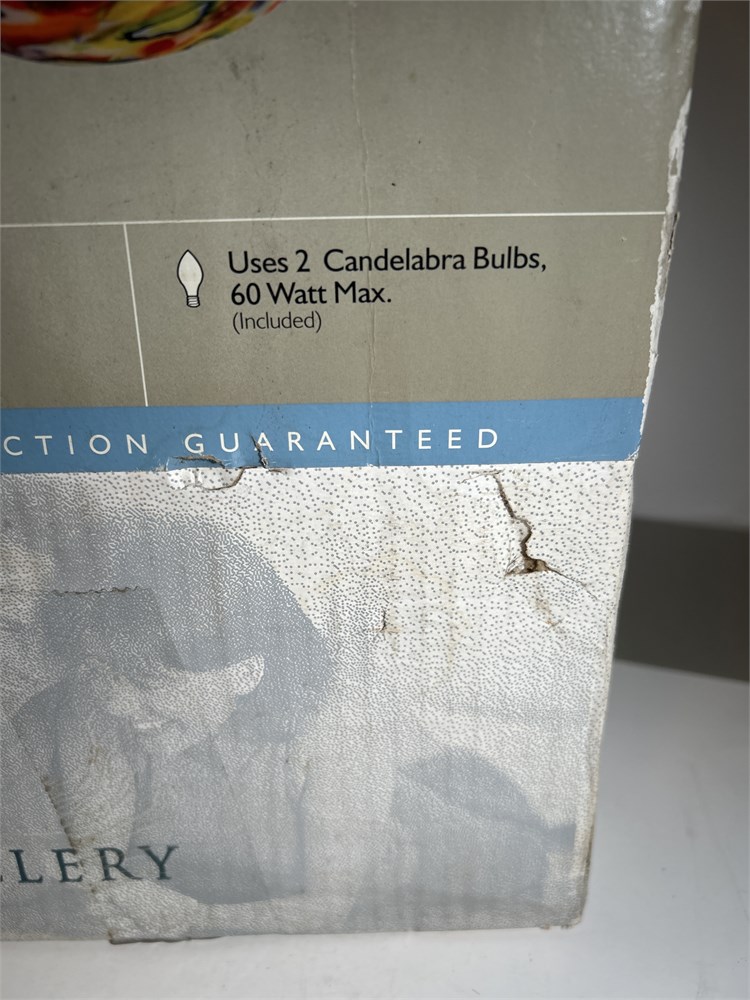 Uses 2 Candelabra Bulbs,
60 Watt Max.
(Included)
CTION GUARANTEED
LLERY